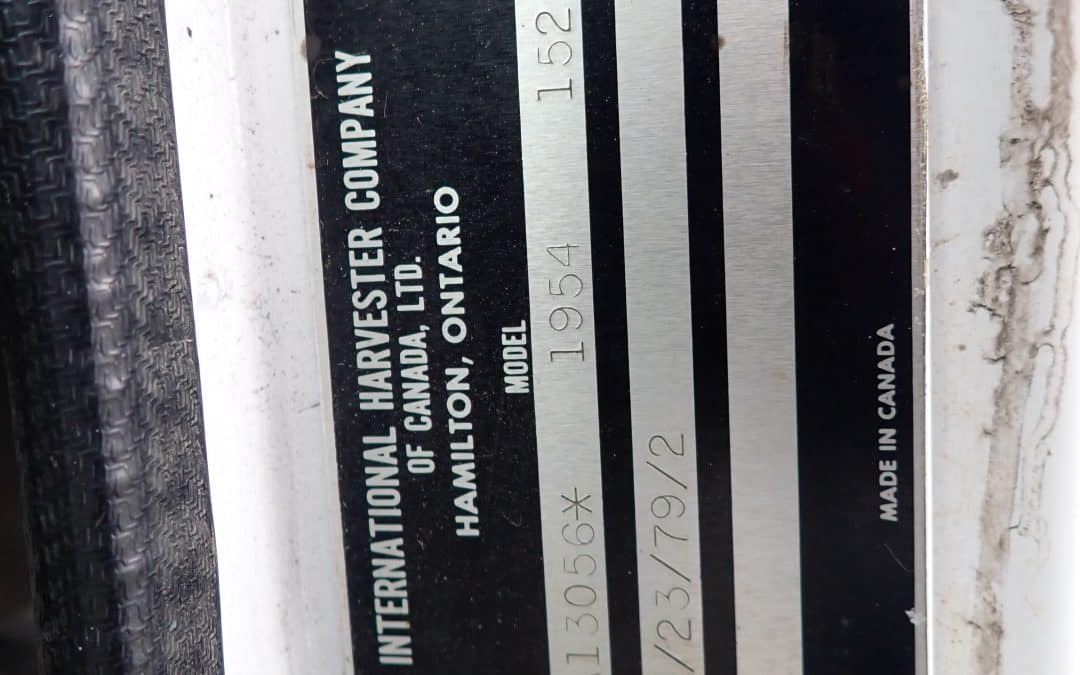 INTERNATIONAL HARVESTER COMPANY
OF CANADA, LTD.
HAMILTON, ONTARIO
MODEL
13056* 1954 152
/23/79/2
MADE IN CANADA